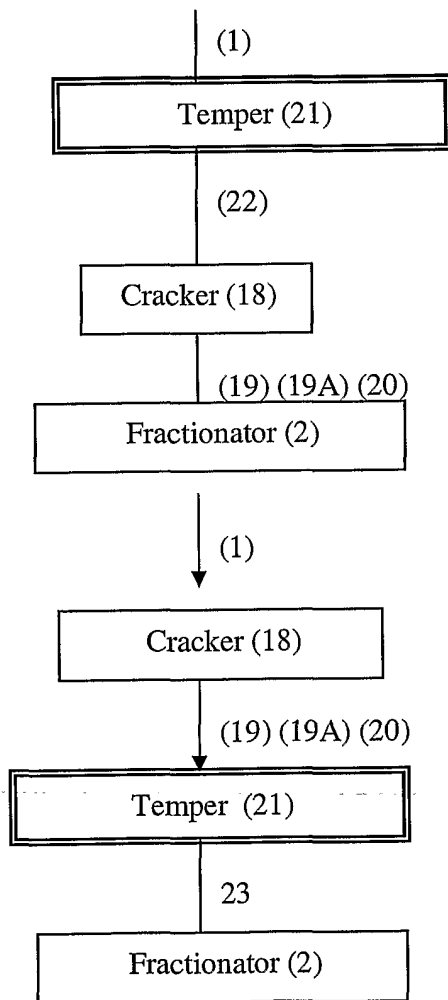 (1)
Temper (21)
(22)
Cracker (18)
(19) (19A) (20)
Fractionator (2)
(1)
Cracker (18)
(19) (19A) (20)
Temper (21)
23
Fractionator (2)